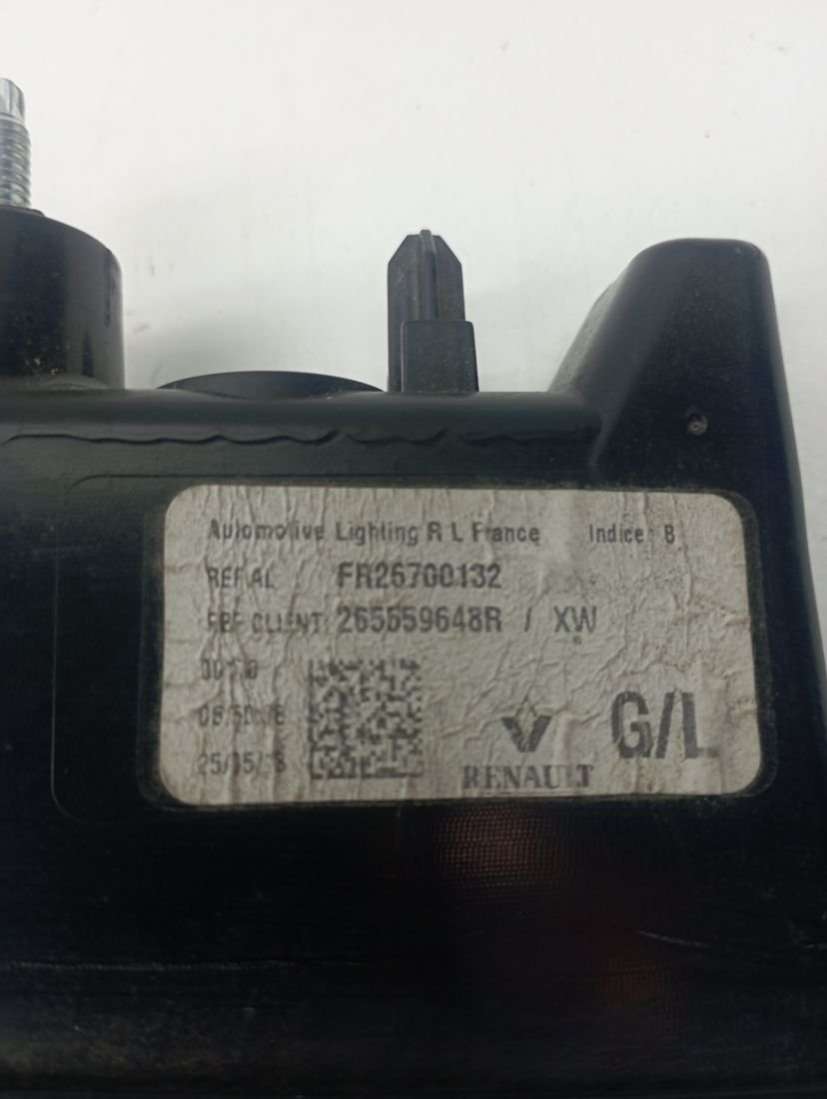 Automotive Lighting R L France Indice: B
REF AL FR26700132
REF CLIENT: 265559648R / XW
G/L
RENAULT